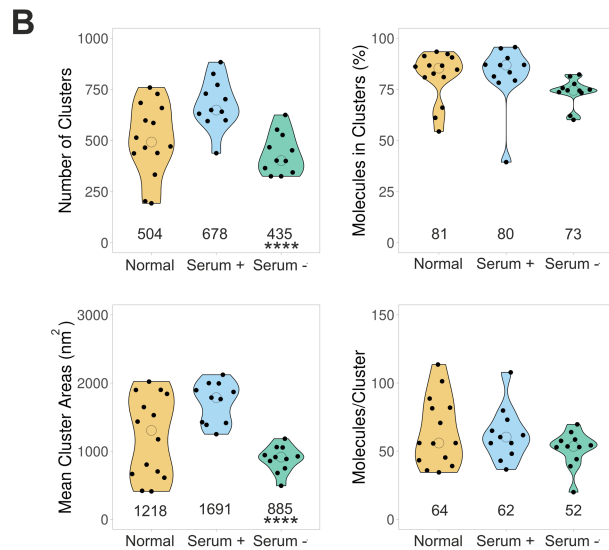 B
Number of Clusters
1000
750
500
250
0
504 678 435
****
Normal Serum + Serum -
Molecules in Clusters (%)
100
75
50
25
0
81 80 73
Normal Serum + Serum -
Mean Cluster Areas (nm²)
3000
2000
1000
0
1218 1691 885
****
Normal Serum + Serum -
Molecules/Cluster
150
100
50
0
64 62 52
Normal Serum + Serum -